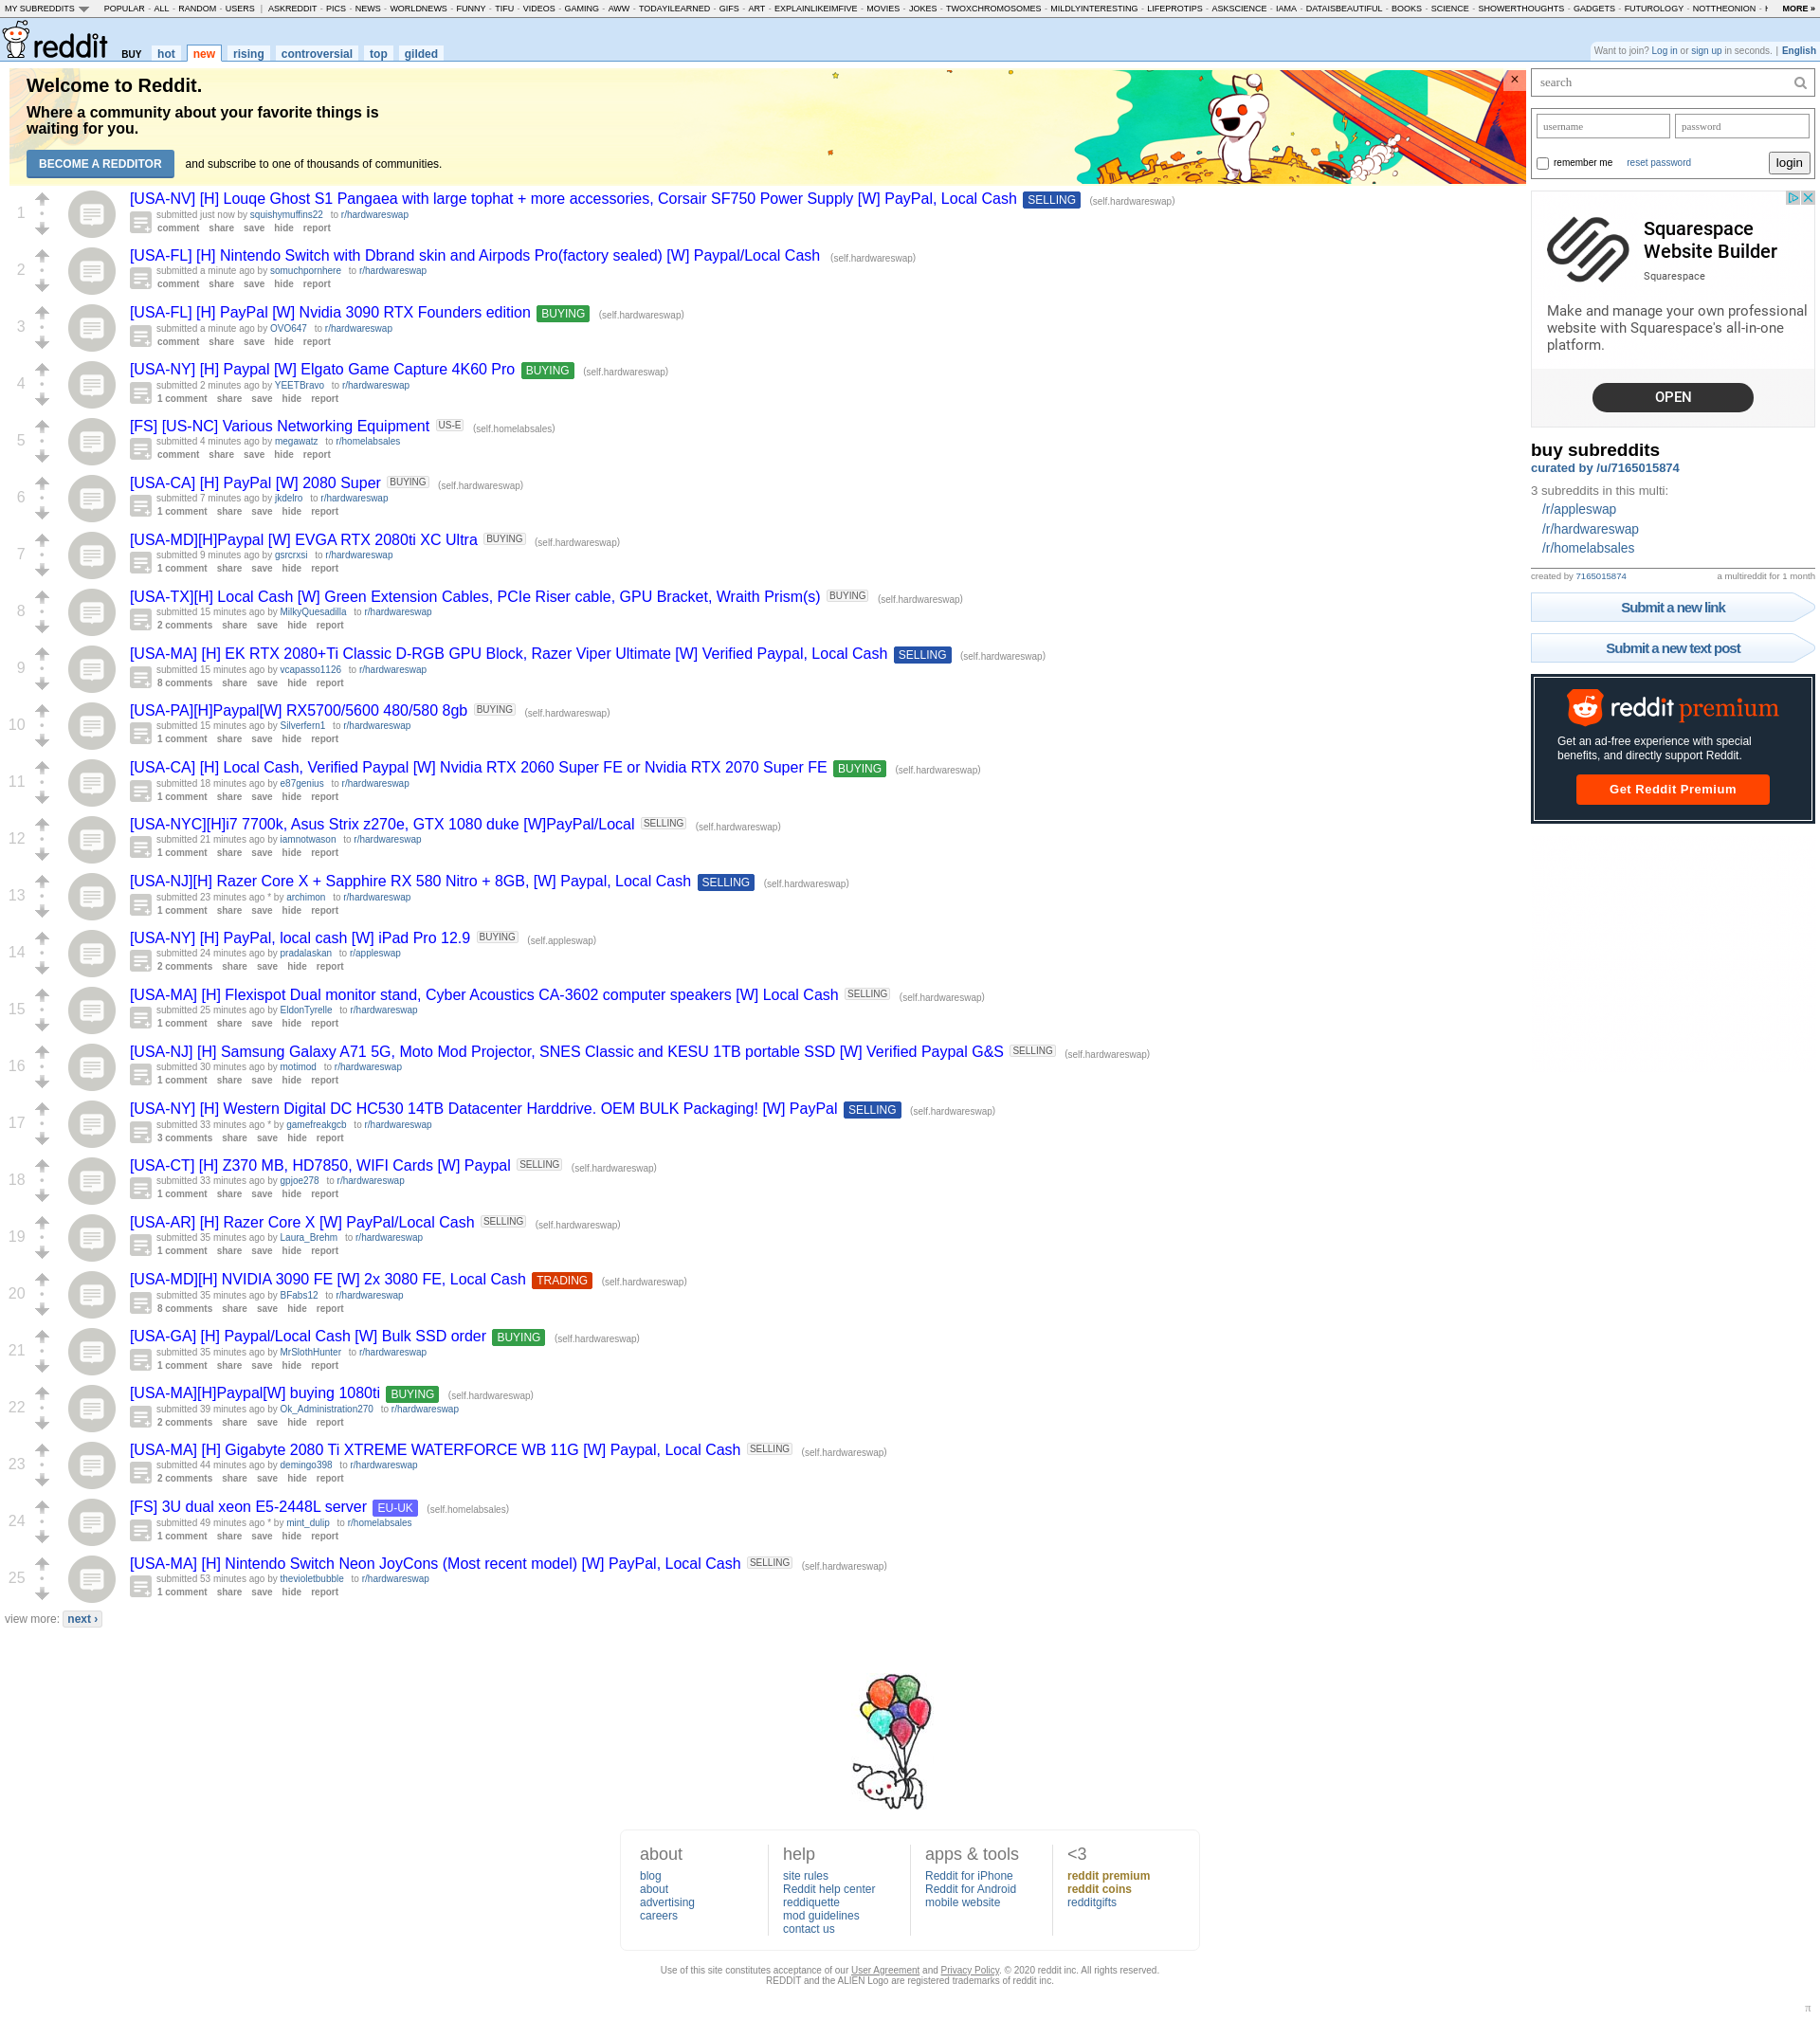 MY SUBREDDITS POPULAR - ALL - RANDOM - USERS | ASKREDDIT - PICS - NEWS - WORLDNEWS - FUNNY - TIFU - VIDEOS - GAMING - AWW - TODAYILEARNED - GIFS - ART - EXPLAINLIKEIMFIVE - MOVIES - JOKES - TWOXCHROMOSOMES - MILDLYINTERESTING - LIFEPROTIPS - ASKSCIENCE - IAMA - DATAISBEAUTIFUL - BOOKS - SCIENCE - SHOWERTHOUGHTS - GADGETS - FUTUROLOGY - NOTTHEONION - MORE »
reddit BUY hot new rising controversial top gilded
Want to join? Log in or sign up in seconds. | English
Welcome to Reddit.
Where a community about your favorite things is
waiting for you.
BECOME A REDDITOR and subscribe to one of thousands of communities.
×
1
[USA-NV] [H] Louqe Ghost S1 Pangaea with large tophat + more accessories, Corsair SF750 Power Supply [W] PayPal, Local Cash SELLING (self.hardwareswap)
submitted just now by squishymuffins22 to r/hardwareswap
comment share save hide report
2
[USA-FL] [H] Nintendo Switch with Dbrand skin and Airpods Pro(factory sealed) [W] Paypal/Local Cash (self.hardwareswap)
submitted a minute ago by somuchpornhere to r/hardwareswap
comment share save hide report
3
[USA-FL] [H] PayPal [W] Nvidia 3090 RTX Founders edition BUYING (self.hardwareswap)
submitted a minute ago by OVO647 to r/hardwareswap
comment share save hide report
4
[USA-NY] [H] Paypal [W] Elgato Game Capture 4K60 Pro BUYING (self.hardwareswap)
submitted 2 minutes ago by YEETBravo to r/hardwareswap
1 comment share save hide report
5
[FS] [US-NC] Various Networking Equipment US-E (self.homelabsales)
submitted 4 minutes ago by megawatz to r/homelabsales
comment share save hide report
6
[USA-CA] [H] PayPal [W] 2080 Super BUYING (self.hardwareswap)
submitted 7 minutes ago by jkdelro to r/hardwareswap
1 comment share save hide report
7
[USA-MD][H]Paypal [W] EVGA RTX 2080ti XC Ultra BUYING (self.hardwareswap)
submitted 9 minutes ago by gsrcrxsi to r/hardwareswap
1 comment share save hide report
8
[USA-TX][H] Local Cash [W] Green Extension Cables, PCIe Riser cable, GPU Bracket, Wraith Prism(s) BUYING (self.hardwareswap)
submitted 15 minutes ago by MilkyQuesadilla to r/hardwareswap
2 comments share save hide report
9
[USA-MA] [H] EK RTX 2080+Ti Classic D-RGB GPU Block, Razer Viper Ultimate [W] Verified Paypal, Local Cash SELLING (self.hardwareswap)
submitted 15 minutes ago by vcapasso1126 to r/hardwareswap
8 comments share save hide report
10
[USA-PA][H]Paypal[W] RX5700/5600 480/580 8gb BUYING (self.hardwareswap)
submitted 15 minutes ago by Silverfern1 to r/hardwareswap
1 comment share save hide report
11
[USA-CA] [H] Local Cash, Verified Paypal [W] Nvidia RTX 2060 Super FE or Nvidia RTX 2070 Super FE BUYING (self.hardwareswap)
submitted 18 minutes ago by e87genius to r/hardwareswap
1 comment share save hide report
12
[USA-NYC][H]i7 7700k, Asus Strix z270e, GTX 1080 duke [W]PayPal/Local SELLING (self.hardwareswap)
submitted 21 minutes ago by iamnotwason to r/hardwareswap
1 comment share save hide report
13
[USA-NJ][H] Razer Core X + Sapphire RX 580 Nitro + 8GB, [W] Paypal, Local Cash SELLING (self.hardwareswap)
submitted 23 minutes ago * by archimon to r/hardwareswap
1 comment share save hide report
14
[USA-NY] [H] PayPal, local cash [W] iPad Pro 12.9 BUYING (self.appleswap)
submitted 24 minutes ago by pradalaskan to r/appleswap
2 comments share save hide report
15
[USA-MA] [H] Flexispot Dual monitor stand, Cyber Acoustics CA-3602 computer speakers [W] Local Cash SELLING (self.hardwareswap)
submitted 25 minutes ago by EldonTyrelle to r/hardwareswap
1 comment share save hide report
16
[USA-NJ] [H] Samsung Galaxy A71 5G, Moto Mod Projector, SNES Classic and KESU 1TB portable SSD [W] Verified Paypal G&S SELLING (self.hardwareswap)
submitted 30 minutes ago by motimod to r/hardwareswap
1 comment share save hide report
17
[USA-NY] [H] Western Digital DC HC530 14TB Datacenter Harddrive. OEM BULK Packaging! [W] PayPal SELLING (self.hardwareswap)
submitted 33 minutes ago * by gamefreakgcb to r/hardwareswap
3 comments share save hide report
18
[USA-CT] [H] Z370 MB, HD7850, WIFI Cards [W] Paypal SELLING (self.hardwareswap)
submitted 33 minutes ago by gpjoe278 to r/hardwareswap
1 comment share save hide report
19
[USA-AR] [H] Razer Core X [W] PayPal/Local Cash SELLING (self.hardwareswap)
submitted 35 minutes ago by Laura_Brehm to r/hardwareswap
1 comment share save hide report
20
[USA-MD][H] NVIDIA 3090 FE [W] 2x 3080 FE, Local Cash TRADING (self.hardwareswap)
submitted 35 minutes ago by BFabs12 to r/hardwareswap
8 comments share save hide report
21
[USA-GA] [H] Paypal/Local Cash [W] Bulk SSD order BUYING (self.hardwareswap)
submitted 35 minutes ago by MrSlothHunter to r/hardwareswap
1 comment share save hide report
22
[USA-MA][H]Paypal[W] buying 1080ti BUYING (self.hardwareswap)
submitted 39 minutes ago by Ok_Administration270 to r/hardwareswap
2 comments share save hide report
23
[USA-MA] [H] Gigabyte 2080 Ti XTREME WATERFORCE WB 11G [W] Paypal, Local Cash SELLING (self.hardwareswap)
submitted 44 minutes ago by demingo398 to r/hardwareswap
2 comments share save hide report
24
[FS] 3U dual xeon E5-2448L server EU-UK (self.homelabsales)
submitted 49 minutes ago * by mint_dulip to r/homelabsales
1 comment share save hide report
25
[USA-MA] [H] Nintendo Switch Neon JoyCons (Most recent model) [W] PayPal, Local Cash SELLING (self.hardwareswap)
submitted 53 minutes ago by thevioletbubble to r/hardwareswap
1 comment share save hide report
view more: next ›
search
username password
remember me reset password login
Squarespace
Website Builder
Squarespace
Make and manage your own professional
website with Squarespace's all-in-one
platform.
OPEN
buy subreddits
curated by /u/7165015874
3 subreddits in this multi:
/r/appleswap
/r/hardwareswap
/r/homelabsales
created by 7165015874 a multireddit for 1 month
Submit a new link
Submit a new text post
reddit premium
Get an ad-free experience with special
benefits, and directly support Reddit.
Get Reddit Premium
about
blog
about
advertising
careers
help
site rules
Reddit help center
reddiquette
mod guidelines
contact us
apps & tools
Reddit for iPhone
Reddit for Android
mobile website
<3
reddit premium
reddit coins
redditgifts
Use of this site constitutes acceptance of our User Agreement and Privacy Policy. © 2020 reddit inc. All rights reserved.
REDDIT and the ALIEN Logo are registered trademarks of reddit inc.
π